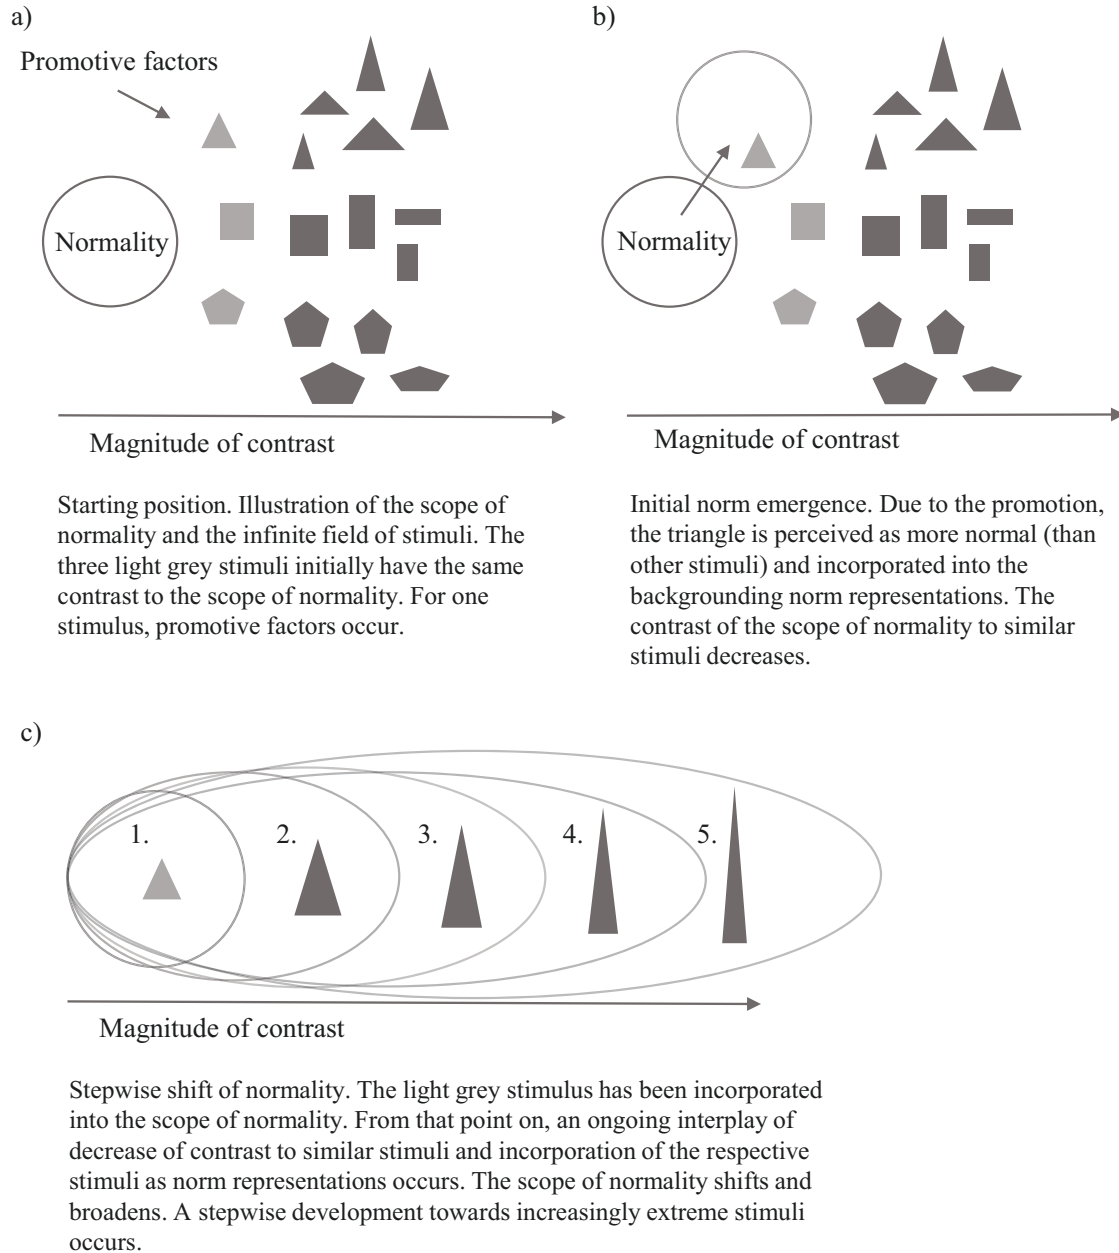 a)
Promotive factors
Normality
Magnitude of contrast
Starting position. Illustration of the scope of
normality and the infinite field of stimuli. The
three light grey stimuli initially have the same
contrast to the scope of normality. For one
stimulus, promotive factors occur.
b)
Normality
Magnitude of contrast
Initial norm emergence. Due to the promotion,
the triangle is perceived as more normal (than
other stimuli) and incorporated into the
backgrounding norm representations. The
contrast of the scope of normality to similar
stimuli decreases.
c)
1.
2.
3.
4.
5.
Magnitude of contrast
Stepwise shift of normality. The light grey stimulus has been incorporated
into the scope of normality. From that point on, an ongoing interplay of
decrease of contrast to similar stimuli and incorporation of the respective
stimuli as norm representations occurs. The scope of normality shifts and
broadens. A stepwise development towards increasingly extreme stimuli
occurs.